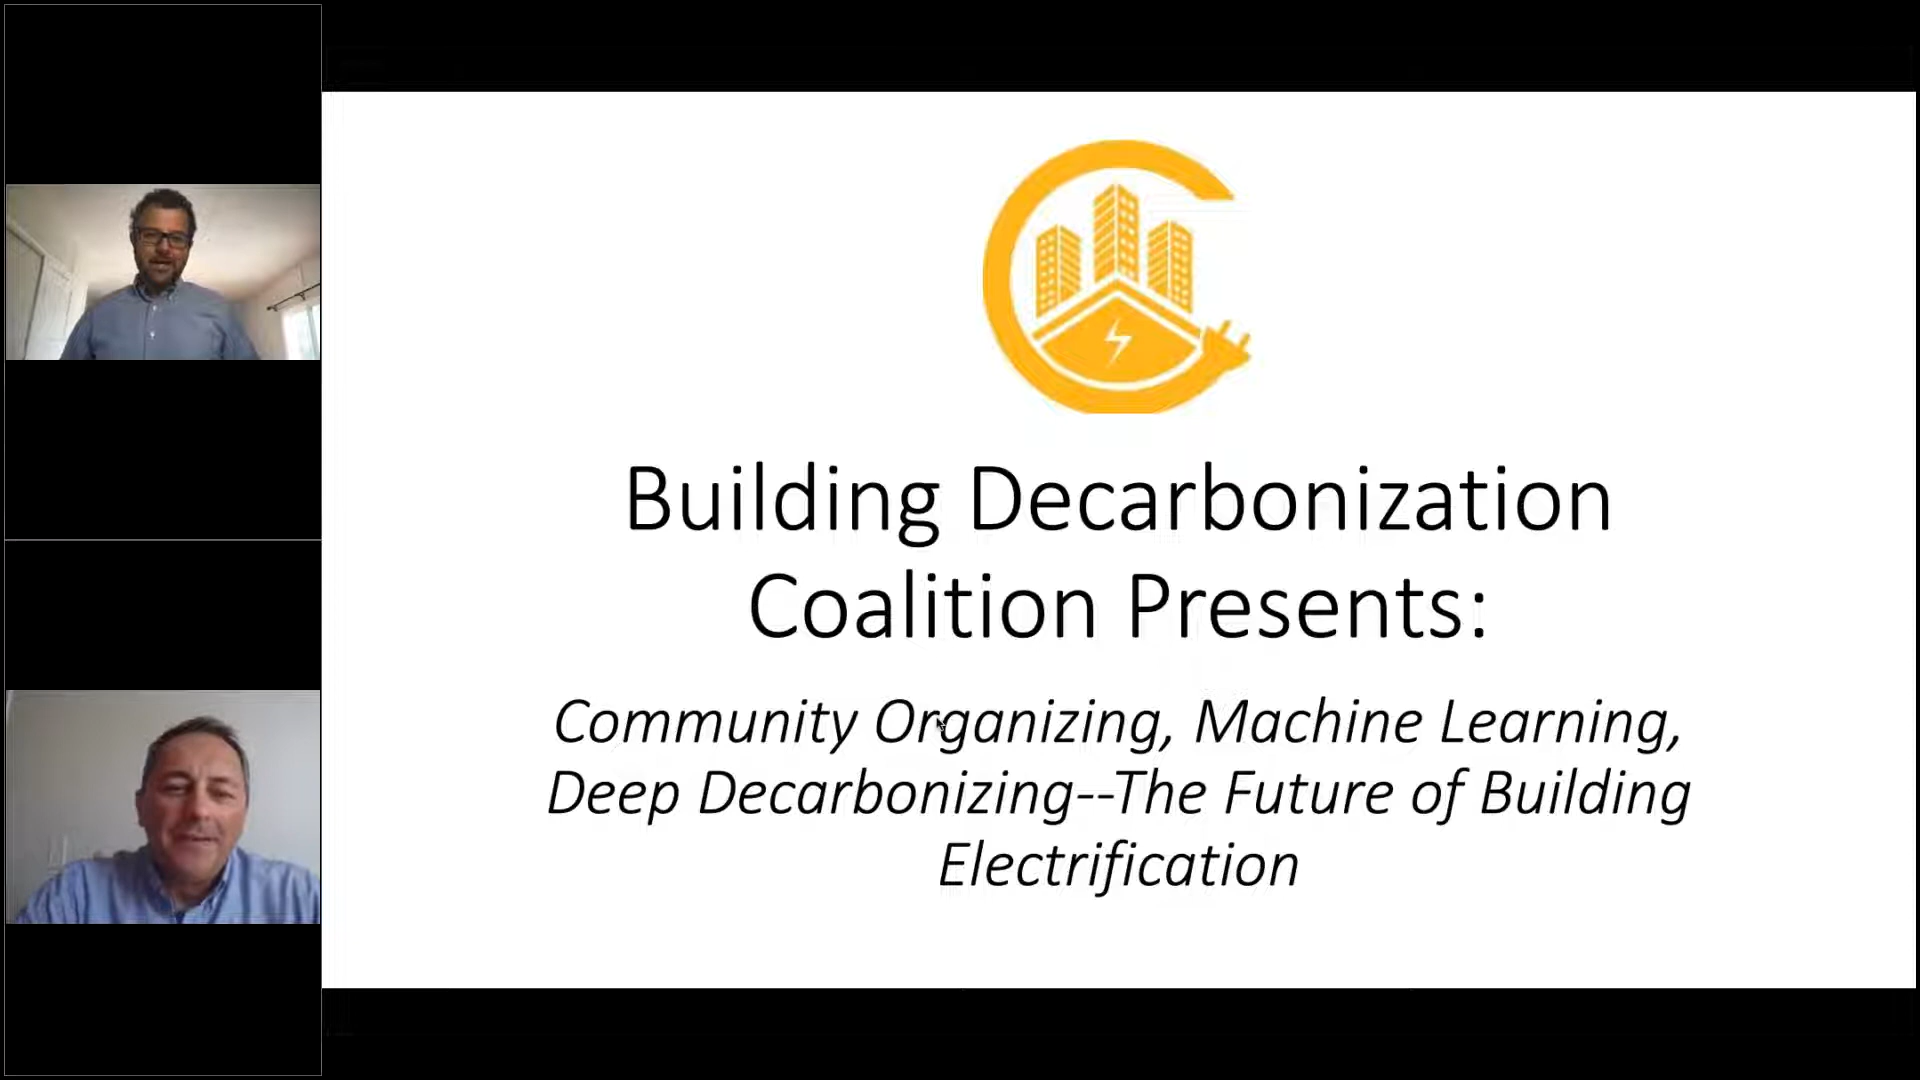 Building Decarbonization
Coalition Presents:
Community Organizing, Machine Learning,
Deep Decarbonizing--The Future of Building
Electrification